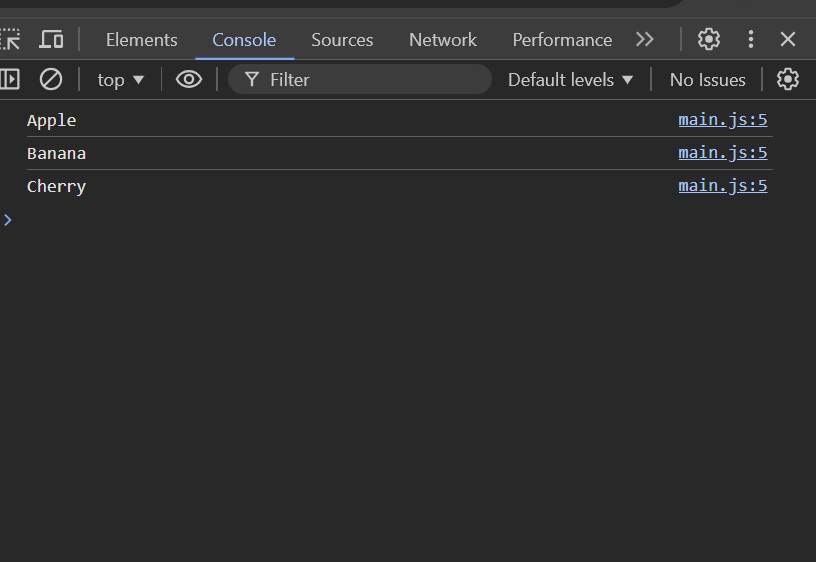 Elements Console Sources Network Performance
top Filter Default levels No Issues
Apple main.js:5
Banana main.js:5
Cherry main.js:5